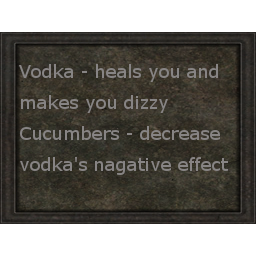 Vodka - heals you and
makes you dizzy
Cucumbers - decrease
vodka's nagative effect